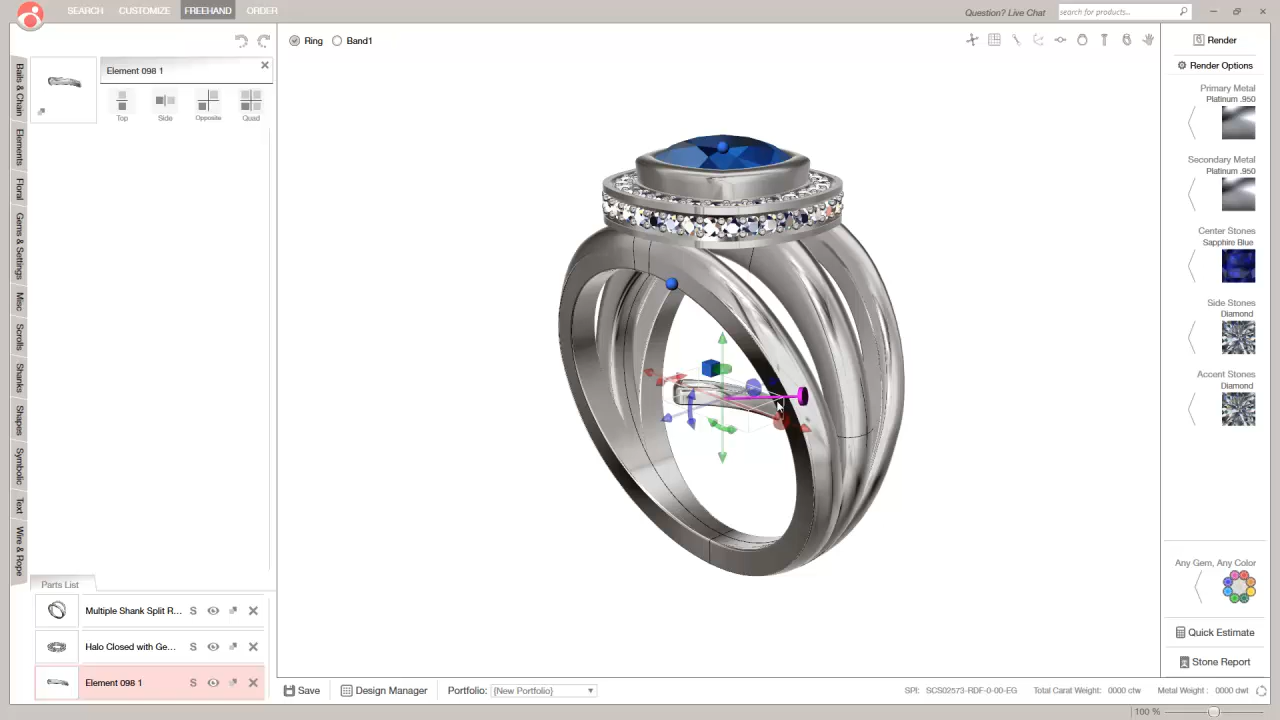 SEARCH CUSTOMIZE FREEHAND ORDER
Question? Live Chat
search for products...
Ring Band1
Element 098 1
Top Side Opposite Quad
Bails & Chain
Elements
Floral
Gems & Settings
Misc
Scrolls
Shanks
Shapes
Symbolic
Text
Wire & Rope
Parts List
Multiple Shank Split R... S
Halo Closed with Ge... S
Element 098 1 S
Render
Render Options
Primary Metal
Platinum .950
Secondary Metal
Platinum .950
Center Stones
Sapphire Blue
Side Stones
Diamond
Accent Stones
Diamond
Any Gem, Any Color
Quick Estimate
Stone Report
Save Design Manager Portfolio: {New Portfolio}
SPI: SCS02573-RDF-0-00-EG Total Carat Weight: 0000 ctw Metal Weight: 0000 dwt
100 %